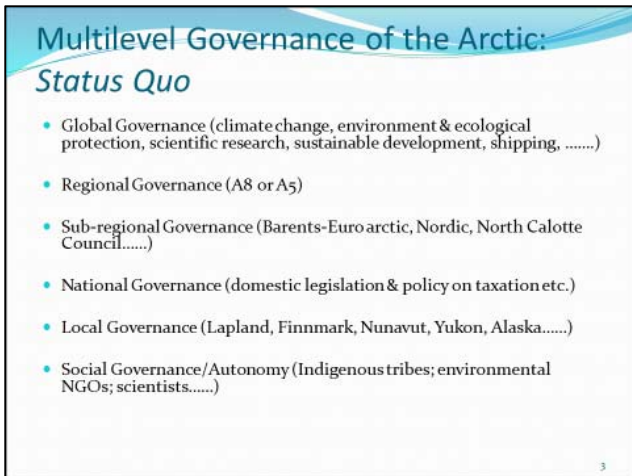 Multilevel Governance of the Arctic:
Status Quo
• Global Governance (climate change, environment & ecological
protection, scientific research, sustainable development, shipping, .......)
• Regional Governance (A8 or A5)
• Sub-regional Governance (Barents-Euroarctic, Nordic, North Calotte
Council......)
• National Governance (domestic legislation & policy on taxation etc.)
• Local Governance (Lapland, Finnmark, Nunavut, Yukon, Alaska......)
• Social Governance/Autonomy (Indigenous tribes; environmental
NGOs; scientists......)
3